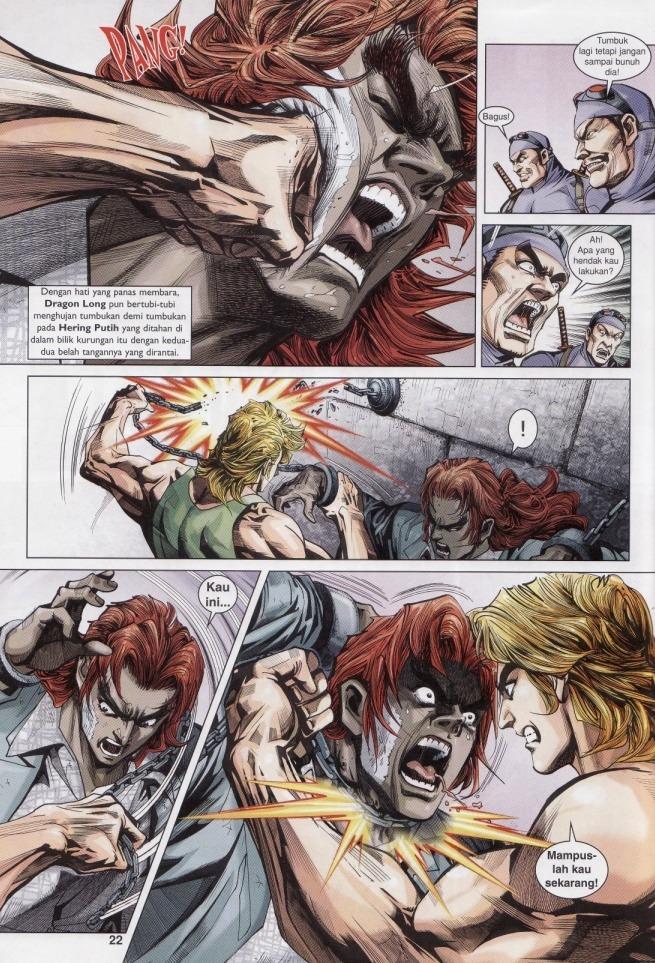 PANG!
Tumbuk
lagi tetapi jangan
sampai bunuh
dia!
Bagus!
Ah!
Apa yang
hendak kau
lakukan?
Dengan hati yang panas membara,
Dragon Long pun bertubi-tubi
menghujan tumbukan demi tumbukan
pada Hering Putih yang ditahan di
dalam bilik kurungan itu dengan kedua-
dua belah tangannya yang dirantai.
!
Kau
ini...
Mampus-
lah kau
sekarang!
22